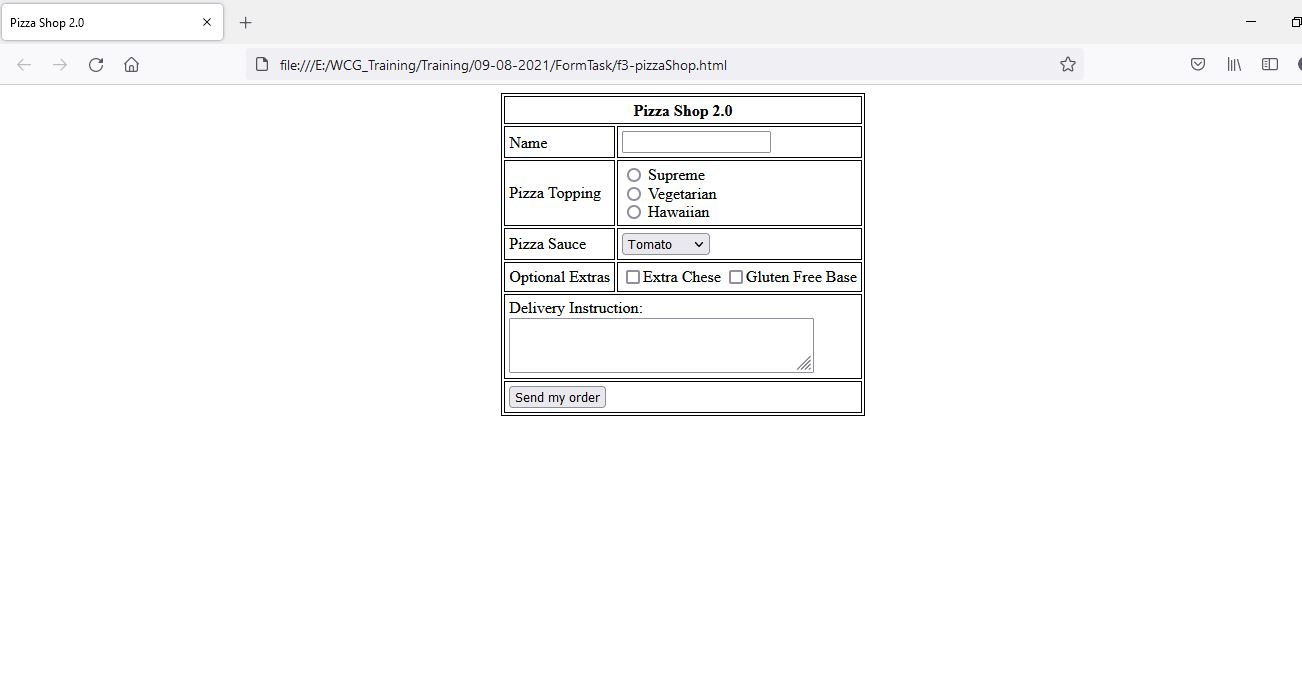 Pizza Shop 2.0
file:///E:/WCG_Training/Training/09-08-2021/FormTask/f3-pizzaShop.html
Pizza Shop 2.0
Name
Pizza Topping
Supreme
Vegetarian
Hawaiian
Pizza Sauce Tomato
Optional Extras Extra Chese Gluten Free Base
Delivery Instruction:
Send my order